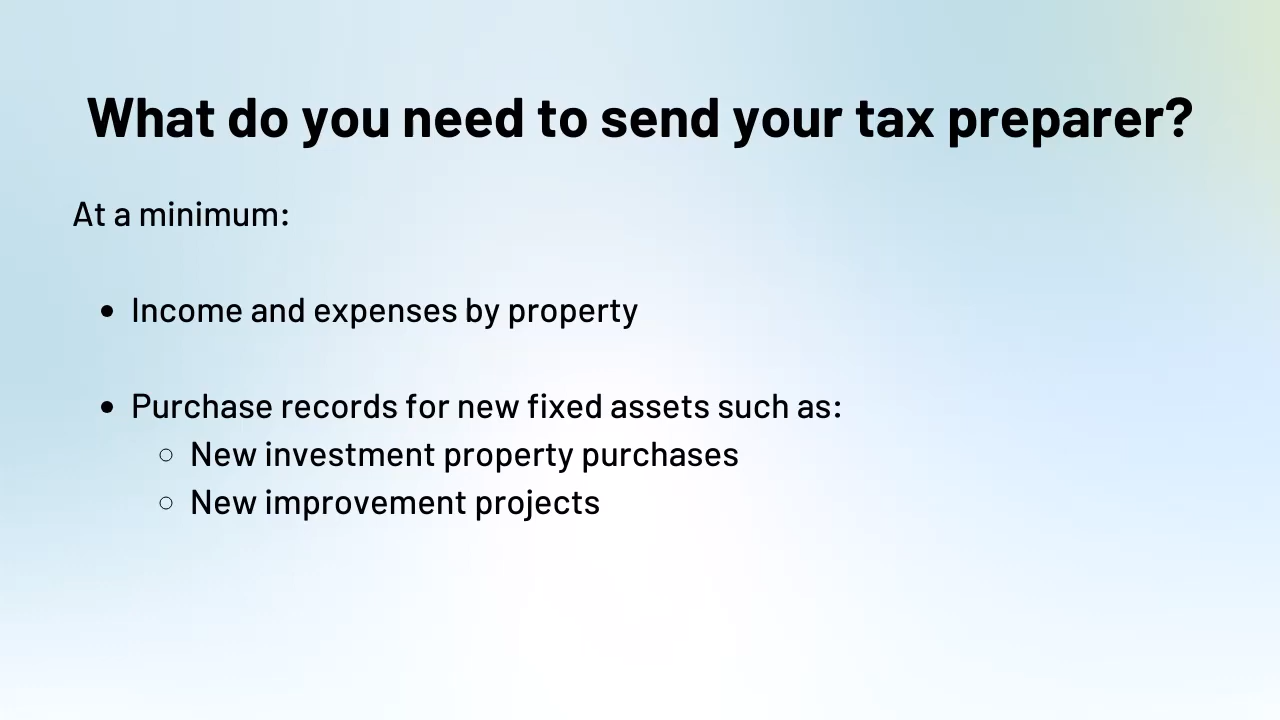 What do you need to send your tax preparer?
At a minimum:
• Income and expenses by property
• Purchase records for new fixed assets such as:
○ New investment property purchases
○ New improvement projects